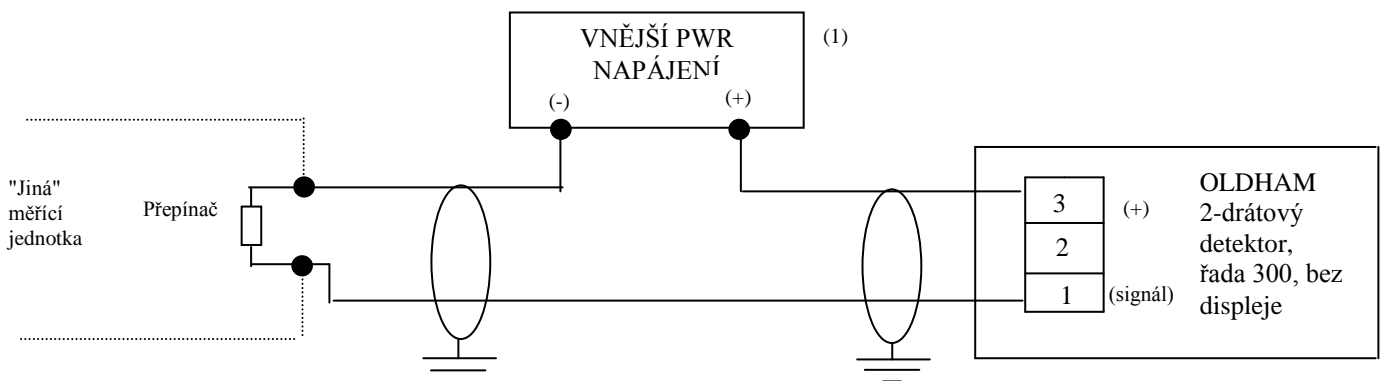 VNĚJŠÍ PWR
NAPÁJENÍ
(1)
(-)
(+)
"Jiná"
měřící
jednotka
Přepínač
3
(+)
2
1
(signál)
OLDHAM
2-drátový
detektor,
řada 300, bez
displeje